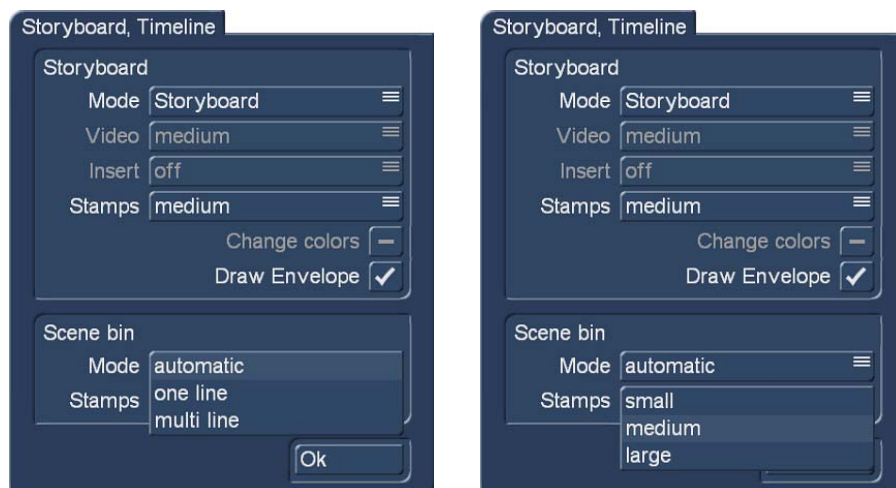 Storyboard, Timeline
Storyboard
Mode Storyboard
Video medium
Insert off
Stamps medium
Change colors
Draw Envelope
Scene bin
Mode automatic
Stamps one line
multi line
Ok
Storyboard, Timeline
Storyboard
Mode Storyboard
Video medium
Insert off
Stamps medium
Change colors
Draw Envelope
Scene bin
Mode automatic
Stamps small
medium
large